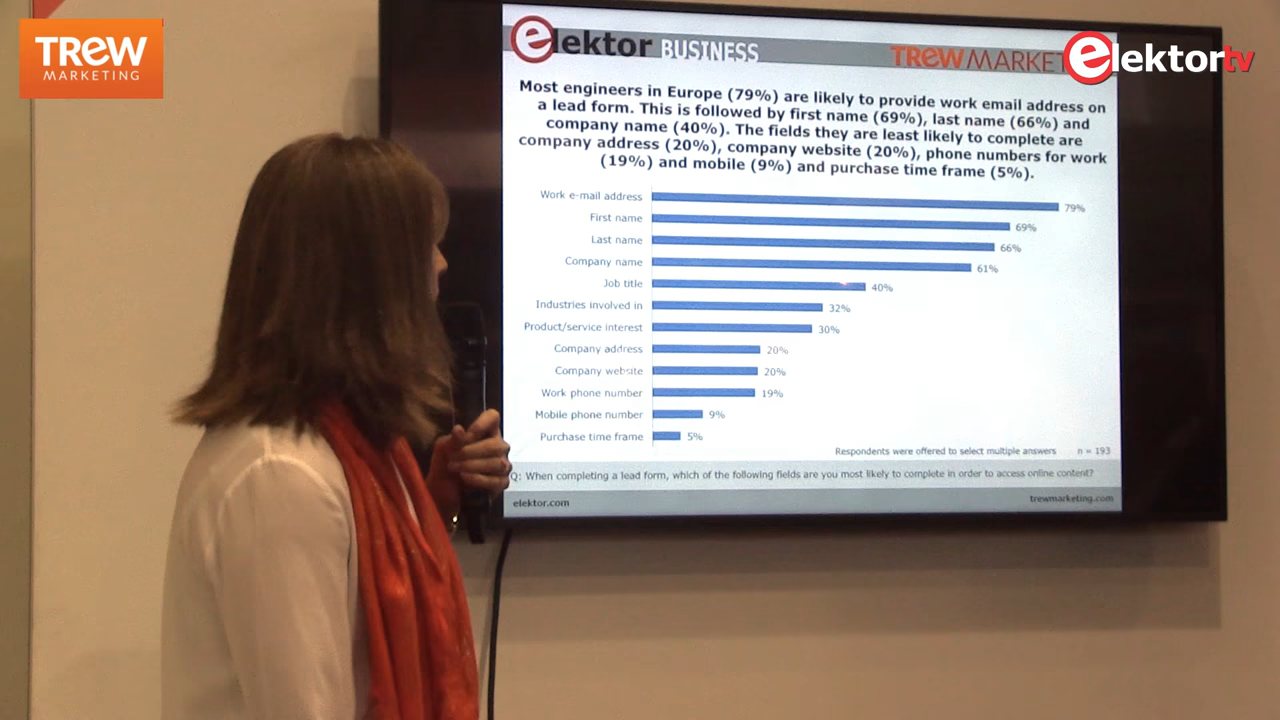 TREW
MARKETING
elektor BUSINESS
TREW MARKET
elektor tv
Most engineers in Europe (79%) are likely to provide work email address on
a lead form. This is followed by first name (69%), last name (66%) and
company name (40%). The fields they are least likely to complete are
company address (20%), company website (20%), phone numbers for work
(19%) and mobile (9%) and purchase time frame (5%).
Work e-mail address 79%
First name 69%
Last name 66%
Company name 61%
Job title 40%
Industries involved in 32%
Product/service interest 30%
Company address 20%
Company website 20%
Work phone number 19%
Mobile phone number 9%
Purchase time frame 5%
Respondents were offered to select multiple answers n = 193
Q: When completing a lead form, which of the following fields are you most likely to complete in order to access online content?
elektor.com trewmarketing.com